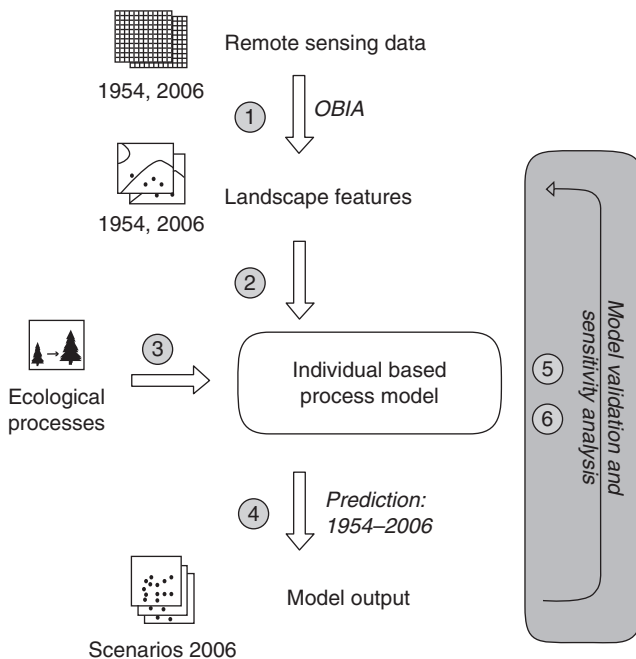 Remote sensing data
1954, 2006
1
OBIA
Landscape features
1954, 2006
2
3
Ecological
processes
Individual based
process model
4
Prediction:
1954–2006
Model output
Scenarios 2006
5
6
Model validation and
sensitivity analysis